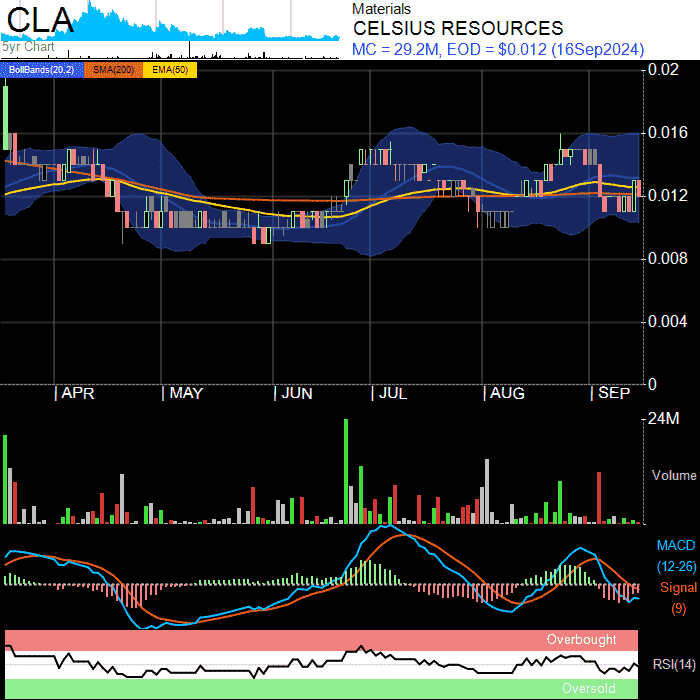 CLA
5yr Chart
Materials
CELSIUS RESOURCES
MC = 29.2M, EOD = $0.012 (16Sep2024)
BollBands(20,2) SMA(200) EMA(50)
0.02
0.016
0.012
0.008
0.004
0
APR MAY JUN JUL AUG SEP
24M
Volume
MACD
(12-26)
Signal
(9)
Overbought
RSI(14)
Oversold